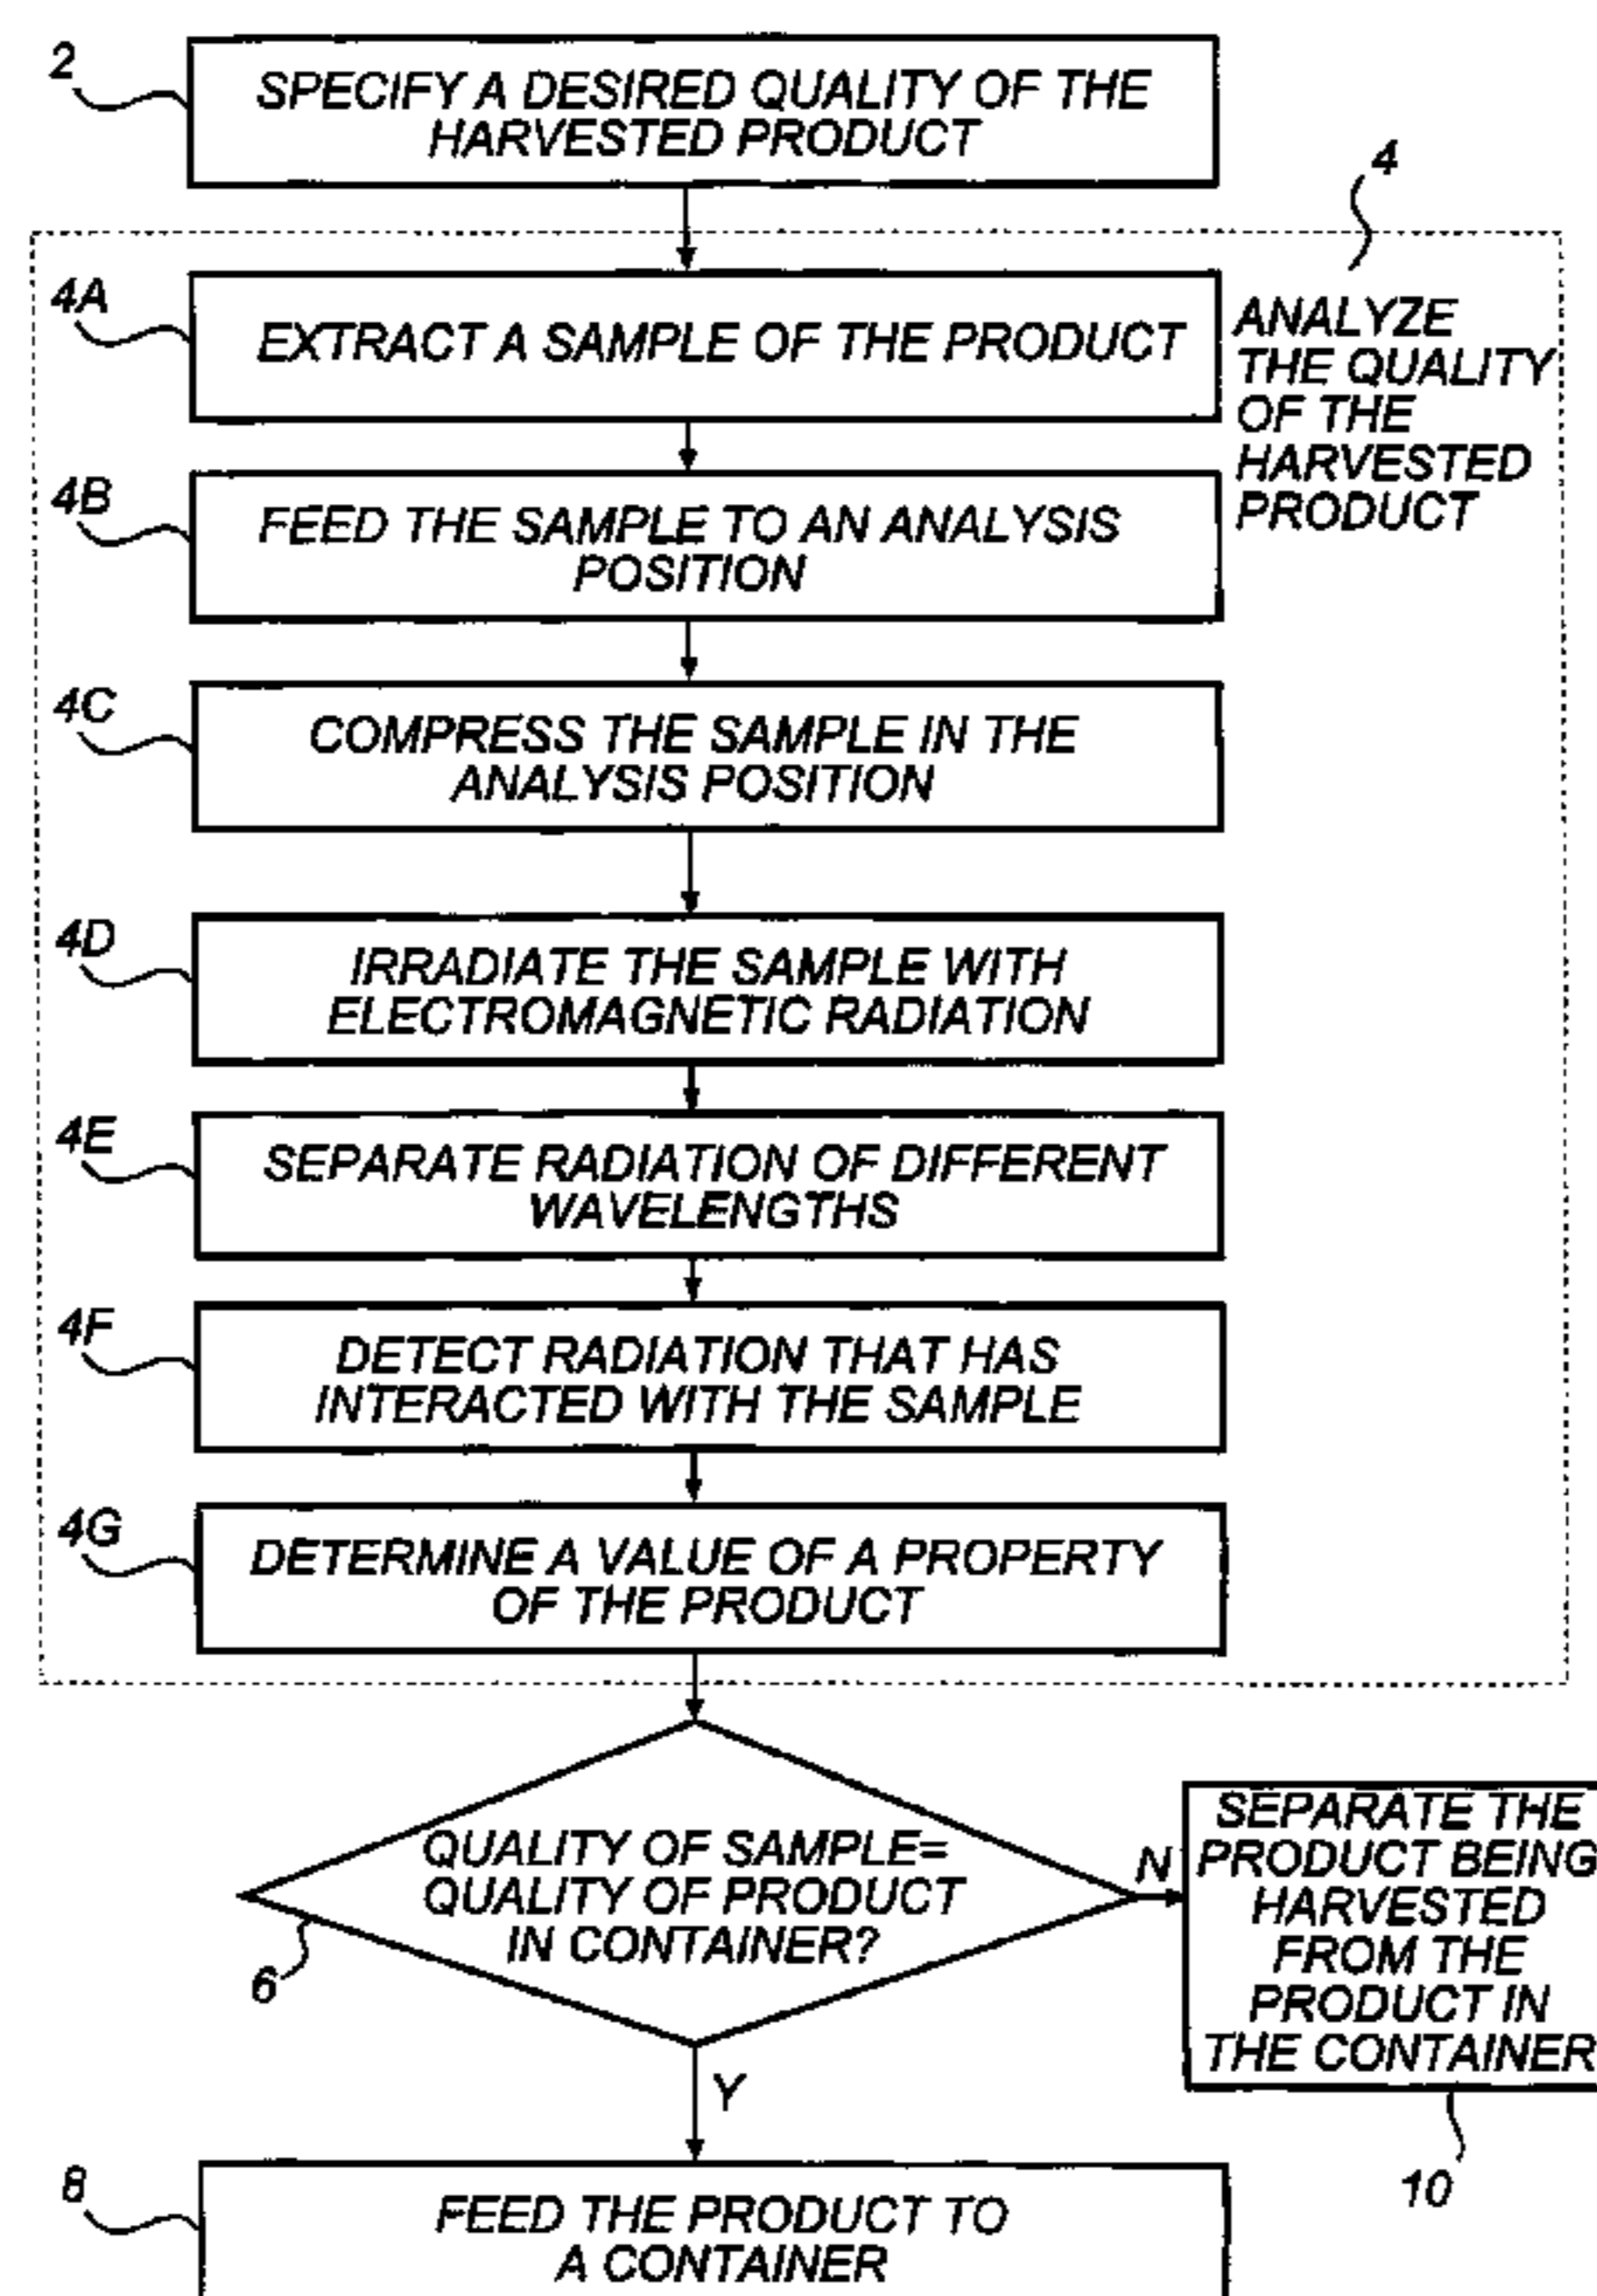 2
SPECIFY A DESIRED QUALITY OF THE
HARVESTED PRODUCT
4
ANALYZE
THE QUALITY
OF THE
HARVESTED
PRODUCT
4A
EXTRACT A SAMPLE OF THE PRODUCT
4B
FEED THE SAMPLE TO AN ANALYSIS
POSITION
4C
COMPRESS THE SAMPLE IN THE
ANALYSIS POSITION
4D
IRRADIATE THE SAMPLE WITH
ELECTROMAGNETIC RADIATION
4E
SEPARATE RADIATION OF DIFFERENT
WAVELENGTHS
4F
DETECT RADIATION THAT HAS
INTERACTED WITH THE SAMPLE
4G
DETERMINE A VALUE OF A PROPERTY
OF THE PRODUCT
QUALITY OF SAMPLE=
QUALITY OF PRODUCT
IN CONTAINER?
6
N
SEPARATE THE
PRODUCT BEING
HARVESTED
FROM THE
PRODUCT IN
THE CONTAINER
10
Y
8
FEED THE PRODUCT TO
A CONTAINER